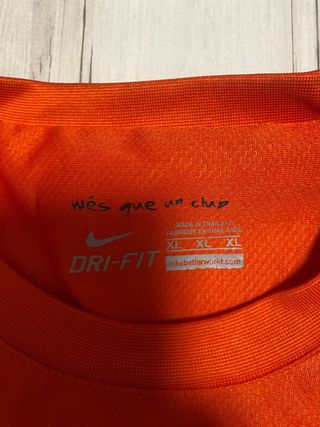 més que un club
MADE IN THAILAND
FABRIQUÉ EN THAÏLANDE
DRI-FIT
XL XL XL
nikebetterworld.com